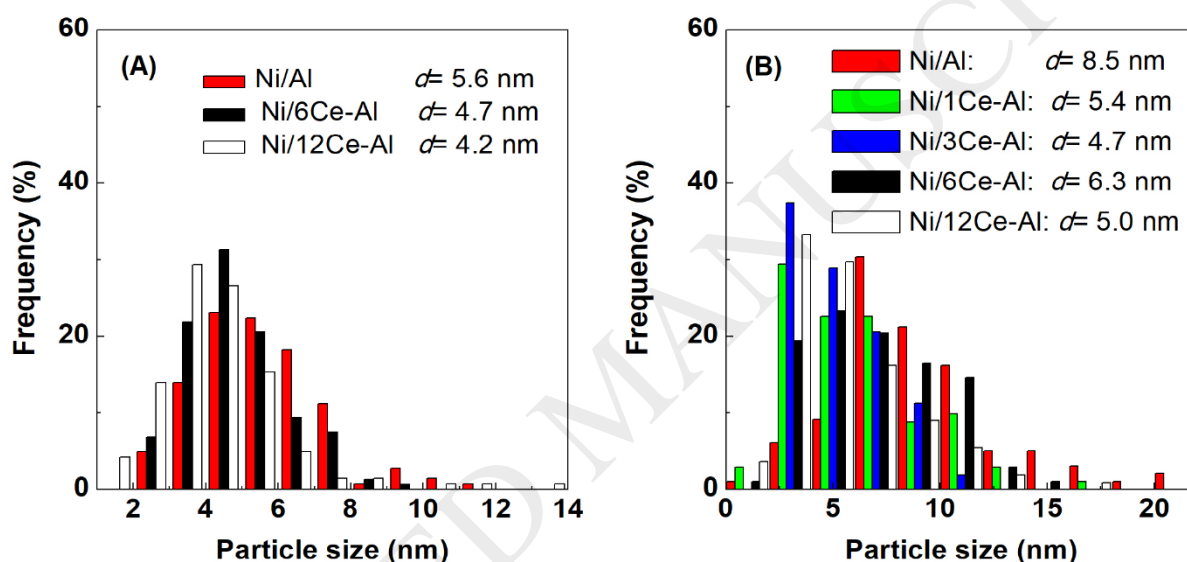 60
40
20
0
Frequency (%)
(A)
Ni/Al d= 5.6 nm
Ni/6Ce-Al d= 4.7 nm
Ni/12Ce-Al d= 4.2 nm
2 4 6 8 10 12 14
Particle size (nm)
60
40
20
0
Frequency (%)
(B)
Ni/Al: d= 8.5 nm
Ni/1Ce-Al: d= 5.4 nm
Ni/3Ce-Al: d= 4.7 nm
Ni/6Ce-Al: d= 6.3 nm
Ni/12Ce-Al: d= 5.0 nm
0 5 10 15 20
Particle size (nm)
ED MANUSCI